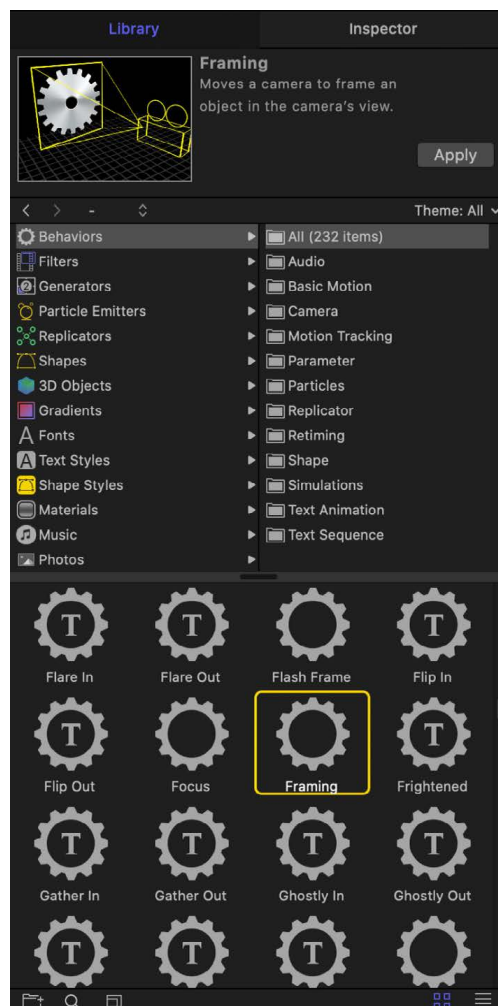 Library
Inspector
Framing
Moves a camera to frame an
object in the camera's view.
Apply
Theme: All
Behaviors
All (232 items)
Filters
Audio
Generators
Basic Motion
Particle Emitters
Camera
Replicators
Motion Tracking
Shapes
Parameter
3D Objects
Particles
Gradients
Replicator
A Fonts
Retiming
A Text Styles
Shape
Shape Styles
Simulations
Materials
Text Animation
Music
Text Sequence
Photos
T T T
Flare In Flare Out Flash Frame Flip In
T T
Flip Out Focus Framing Frightened
T T T T
Gather In Gather Out Ghostly In Ghostly Out
T T T